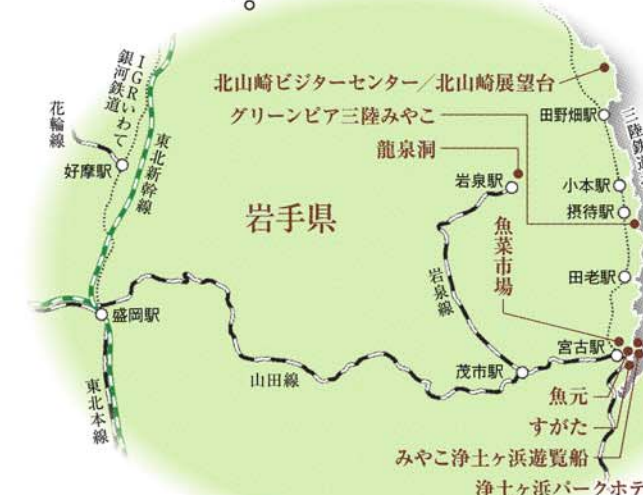 IGRいわて
銀河鉄道
花輪線
好摩駅
東北新幹線
盛岡駅
東北本線
岩手県
山田線
北山崎ビジターセンター／北山崎展望台
グリーンピア三陸みやこ
龍泉洞
岩泉駅
岩泉線
茂市駅
魚菜市場
田野畑駅
三陸鉄道
小本駅
摂待駅
田老駅
宮古駅
魚元
すがた
みやこ浄土ヶ浜遊覧船
浄土ヶ浜パークホテ